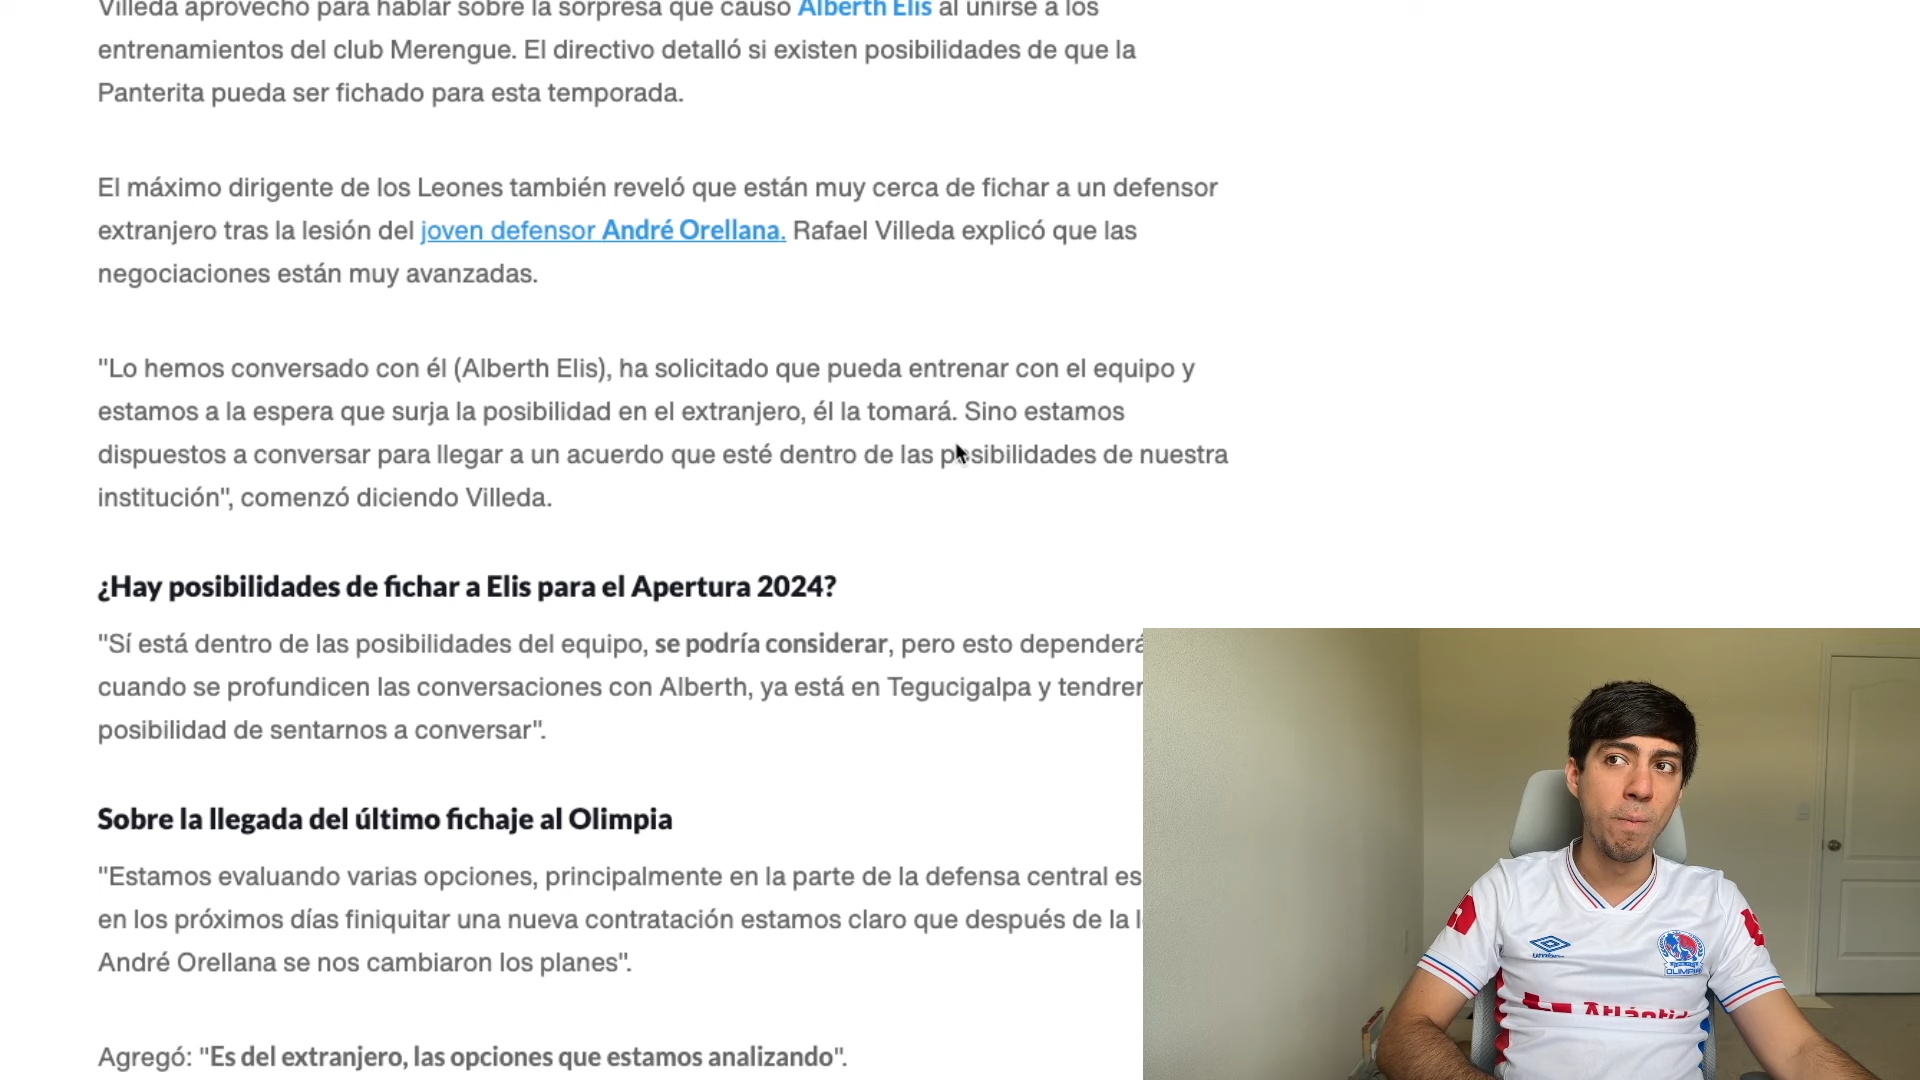 Villeda aprovechó para hablar sobre la sorpresa que causó Alberth Elis al unirse a los
entrenamientos del club Merengue. El directivo detalló si existen posibilidades de que la
Panterita pueda ser fichado para esta temporada.
El máximo dirigente de los Leones también reveló que están muy cerca de fichar a un defensor
extranjero tras la lesión del joven defensor André Orellana. Rafael Villeda explicó que las
negociaciones están muy avanzadas.
"Lo hemos conversado con él (Alberth Elis), ha solicitado que pueda entrenar con el equipo y
estamos a la espera que surja la posibilidad en el extranjero, él la tomará. Sino estamos
dispuestos a conversar para llegar a un acuerdo que esté dentro de las posibilidades de nuestra
institución", comenzó diciendo Villeda.
¿Hay posibilidades de fichar a Elis para el Apertura 2024?
"Sí está dentro de las posibilidades del equipo, se podría considerar, pero esto dependerá
cuando se profundicen las conversaciones con Alberth, ya está en Tegucigalpa y
posibilidad de sentarnos a conversar".
Sobre la llegada del último fichaje al Olimpia
"Estamos evaluando varias opciones, principalmente en la parte de la defensa central
en los próximos días finiquitar una nueva contratación estamos claro que después de la
André Orellana se nos cambiaron los planes".
Agregó: "Es del extranjero, las opciones que estamos analizando".
umbro
OLIMPIA